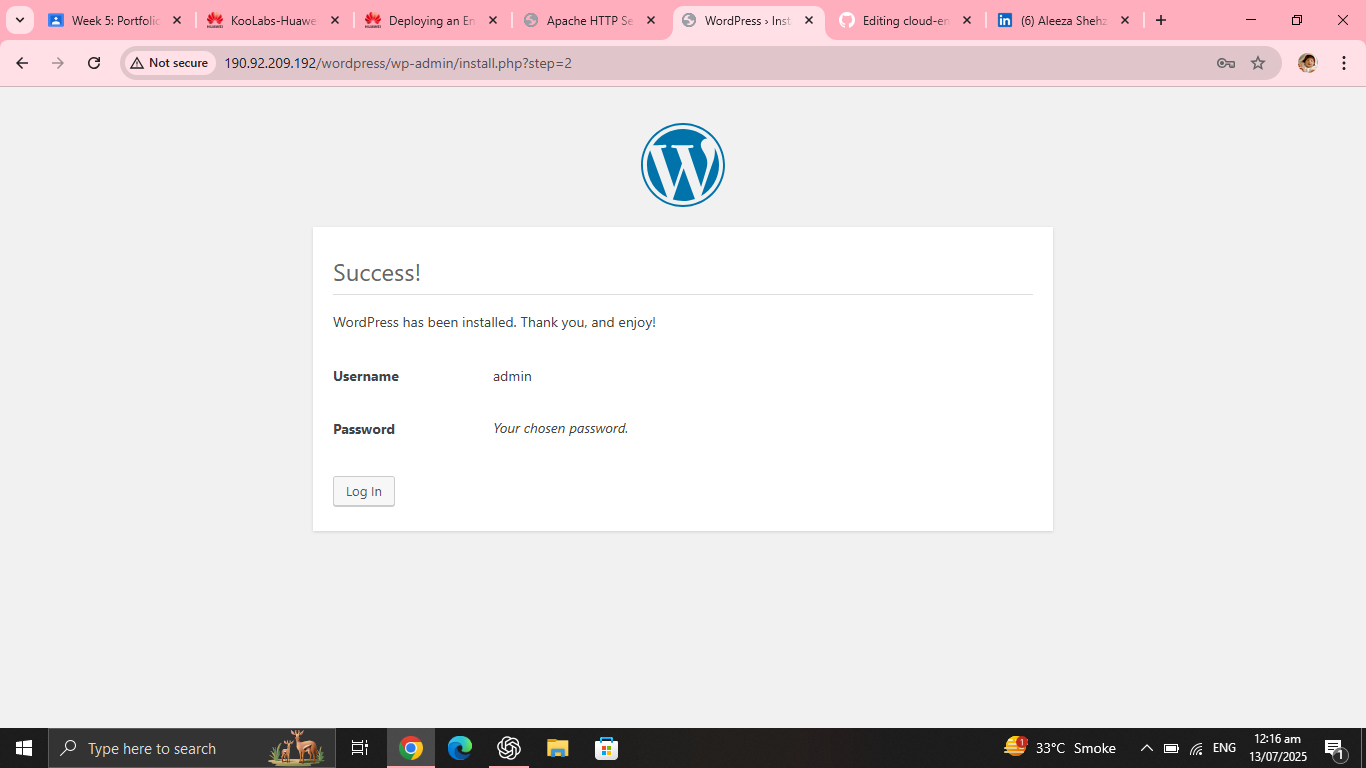 Week 5: Portfolic
KooLabs-Huawe
Deploying an En
Apache HTTP Se
WordPress › Inst
Editing cloud-en
(6) Aleeza Shehz
Not secure
190.92.209.192/wordpress/wp-admin/install.php?step=2
Success!
WordPress has been installed. Thank you, and enjoy!
Username admin
Password Your chosen password.
Log In
Type here to search
1
33°C Smoke
ENG
12:16 am
13/07/2025
1